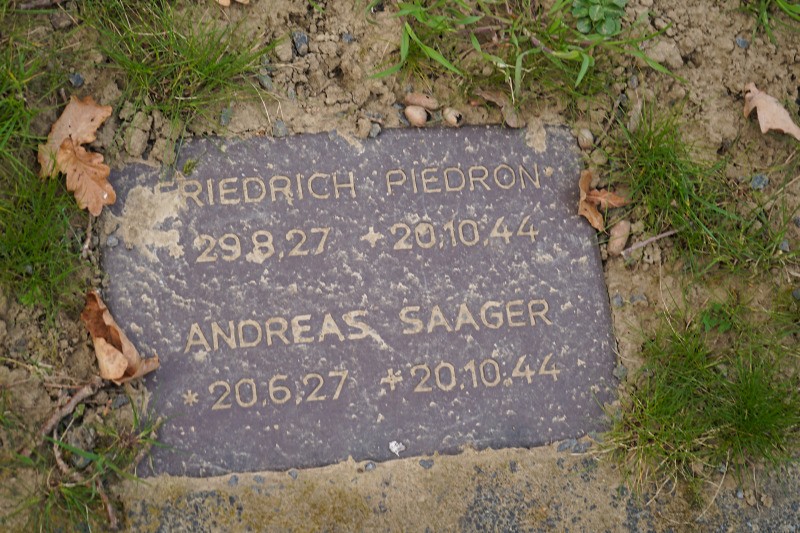 FRIEDRICH PIEDRON
*29.8.27 +20.10.44
ANDREAS SAAGER
*20.6.27 +20.10.44